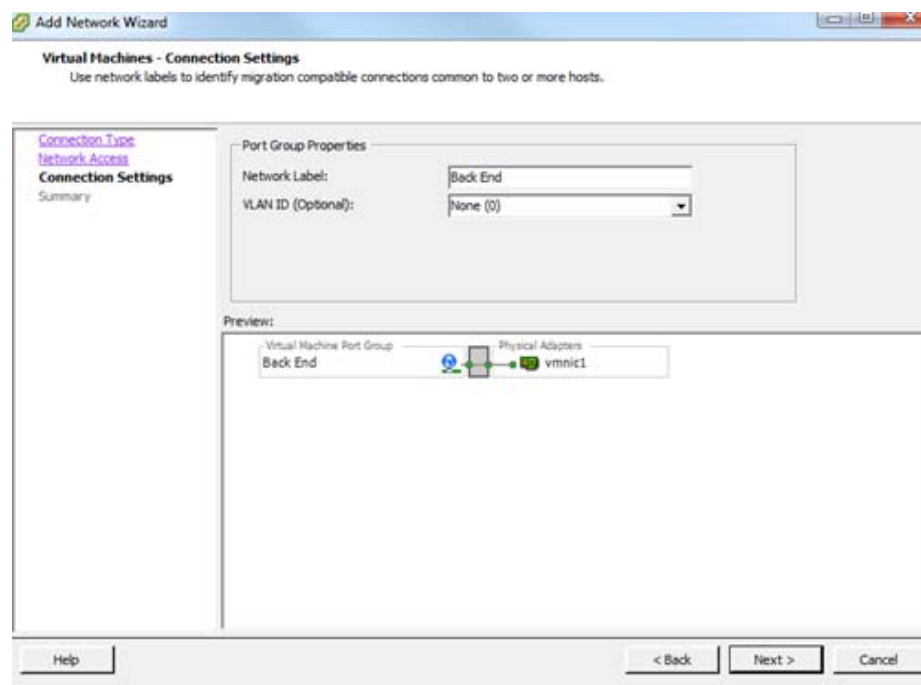 Add Network Wizard
Virtual Machines - Connection Settings
Use network labels to identify migration compatible connections common to two or more hosts.
Connection Type
Network Access
Connection Settings
Summary
Port Group Properties
Network Label:
Back End
VLAN ID (Optional):
None (0)
Preview:
Virtual Machine Port Group
Back End
Physical Adapters
vmnic1
Help
< Back
Next >
Cancel